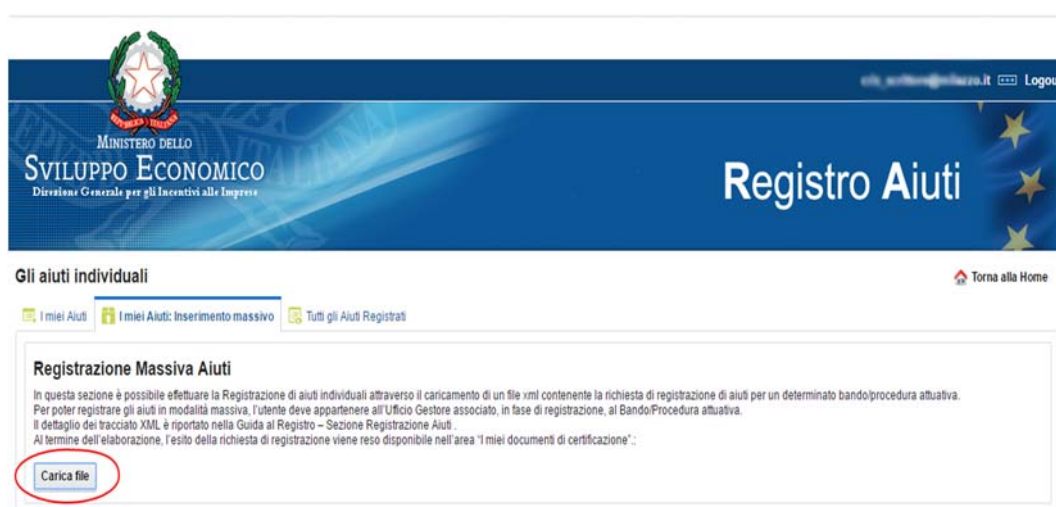 Logou
MINISTERO DELLO
SVILUPPO ECONOMICO
Direzione Generale per gli Incentivi alle Imprese
Registro Aiuti
Gli aiuti individuali
Torna alla Home
I miei Aiuti I miei Aiuti: Inserimento massivo Tutti gli Aiuti Registrati
Registrazione Massiva Aiuti
In questa sezione è possibile effettuare la Registrazione di aiuti individuali attraverso il caricamento di un file xml contenente la richiesta di registrazione di aiuti per un determinato bando/procedura attuativa.
Per poter registrare gli aiuti in modalità massiva, l'utente deve appartenere all'Ufficio Gestore associato, in fase di registrazione, al Bando/Procedura attuativa.
Il dettaglio dei tracciato XML è riportato nella Guida al Registro – Sezione Registrazione Aiuti .
Al termine dell'elaborazione, l'esito della richiesta di registrazione viene reso disponibile nell'area "I miei documenti di certificazione".:
Carica file